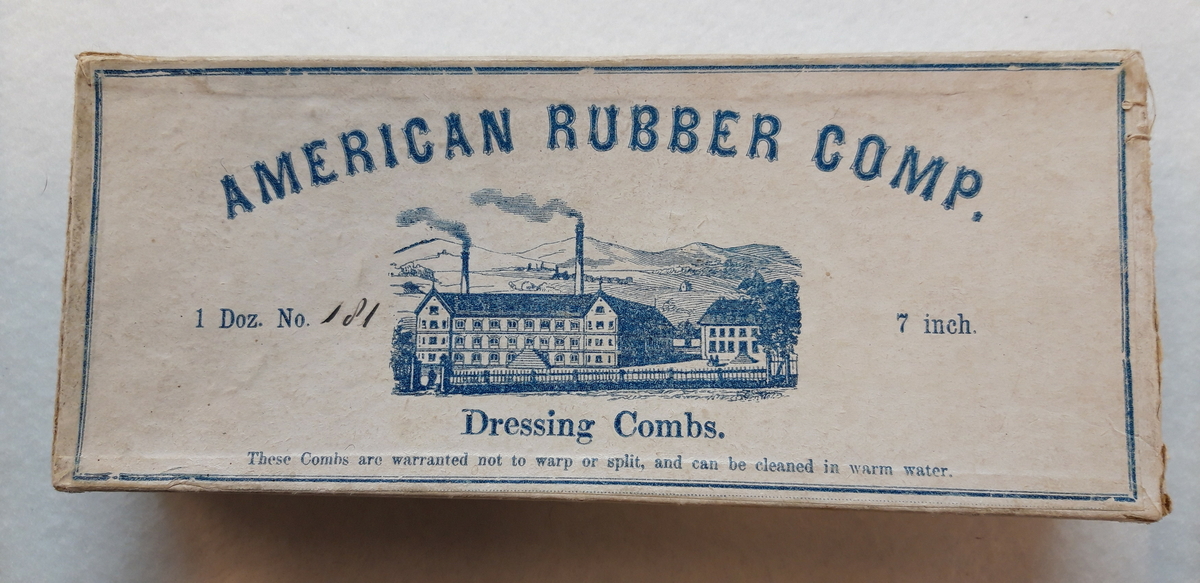 AMERICAN RUBBER COMP.
1 Doz. No. 181 7 inch.
Dressing Combs.
These Combs are warranted not to warp or split, and can be cleaned in warm water.